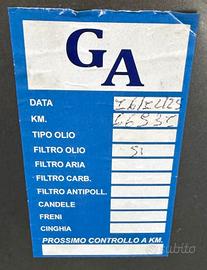 GA
DATA
KM.
TIPO OLIO
FILTRO OLIO Si
FILTRO ARIA
FILTRO CARB.
FILTRO ANTIPOLL.
CANDELE
FRENI
CINGHIA
PROSSIMO CONTROLLO A KM.
subito